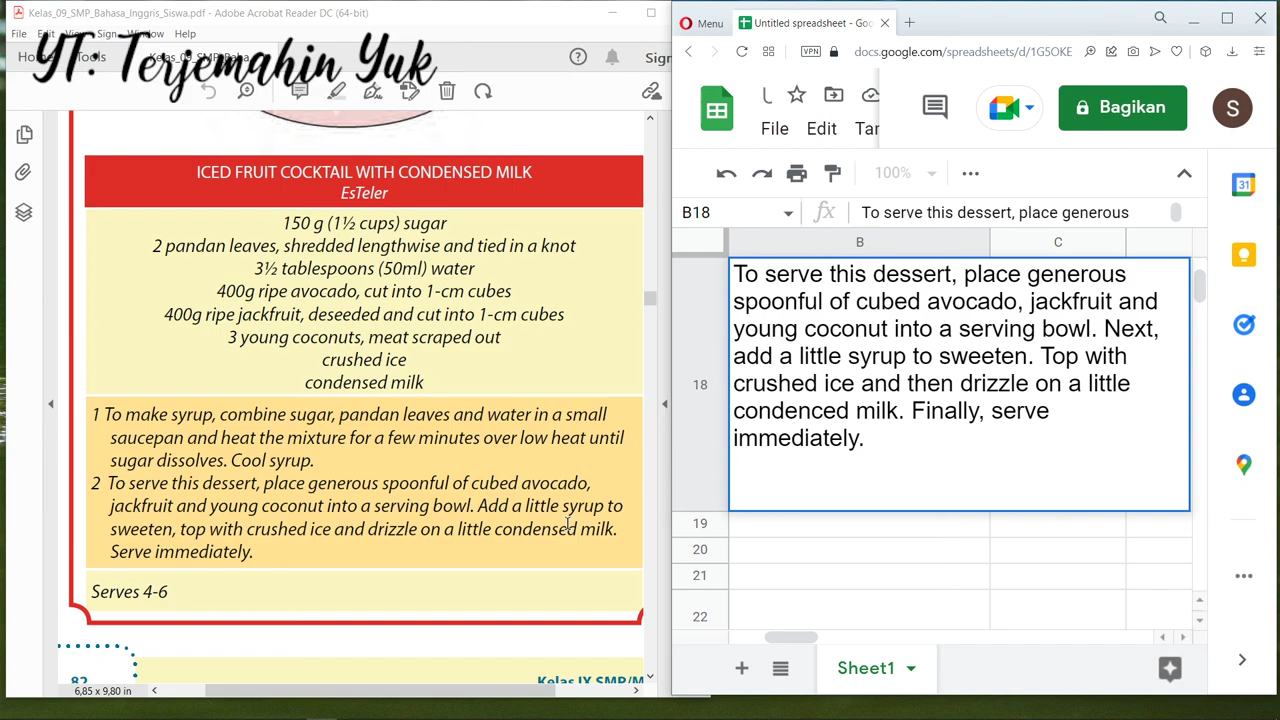 Kelas_09_SMP_Bahasa_Inggris_Siswa.pdf - Adobe Acrobat Reader DC (64-bit)
File Edit View Sign Window Help
Home Tools Kelas_09_SMP_Baha...
Sign
YT: Terjemahin Yuk
ICED FRUIT COCKTAIL WITH CONDENSED MILK
EsTeler
150 g (1½ cups) sugar
2 pandan leaves, shredded lengthwise and tied in a knot
3½ tablespoons (50ml) water
400g ripe avocado, cut into 1-cm cubes
400g ripe jackfruit, deseeded and cut into 1-cm cubes
3 young coconuts, meat scraped out
crushed ice
condensed milk
1 To make syrup, combine sugar, pandan leaves and water in a small
saucepan and heat the mixture for a few minutes over low heat until
sugar dissolves. Cool syrup.
2 To serve this dessert, place generous spoonful of cubed avocado,
jackfruit and young coconut into a serving bowl. Add a little syrup to
sweeten, top with crushed ice and drizzle on a little condensed milk.
Serve immediately.
Serves 4-6
82
Kelas IX SMP/M
6,85 x 9,80 in
Menu
Untitled spreadsheet - Goo
VPN
docs.google.com/spreadsheets/d/1G5OKE
File Edit Tar
Bagikan
S
100%
B18
fx
To serve this dessert, place generous
31
B C
To serve this dessert, place generous
spoonful of cubed avocado, jackfruit and
young coconut into a serving bowl. Next,
add a little syrup to sweeten. Top with
crushed ice and then drizzle on a little
condenced milk. Finally, serve
immediately.
18
19
20
21
22
Sheet1